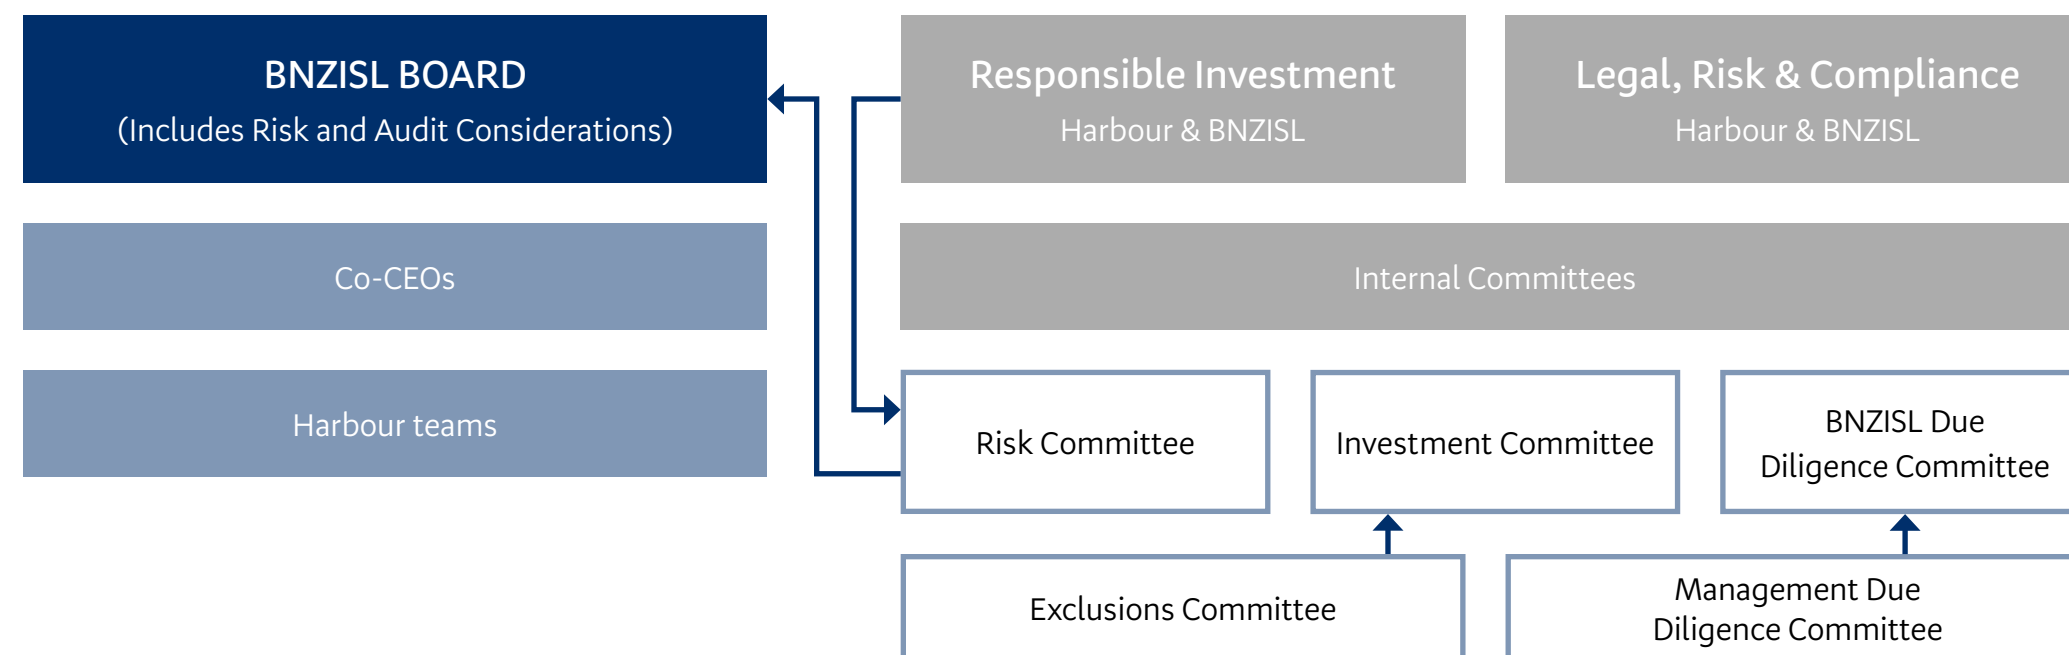 BNZISL BOARD
(Includes Risk and Audit Considerations)
Responsible Investment
Harbour & BNZISL
Legal, Risk & Compliance
Harbour & BNZISL
Co-CEOs
Internal Committees
Harbour teams
Risk Committee
Investment Committee
BNZISL Due
Diligence Committee
Exclusions Committee
Management Due
Diligence Committee